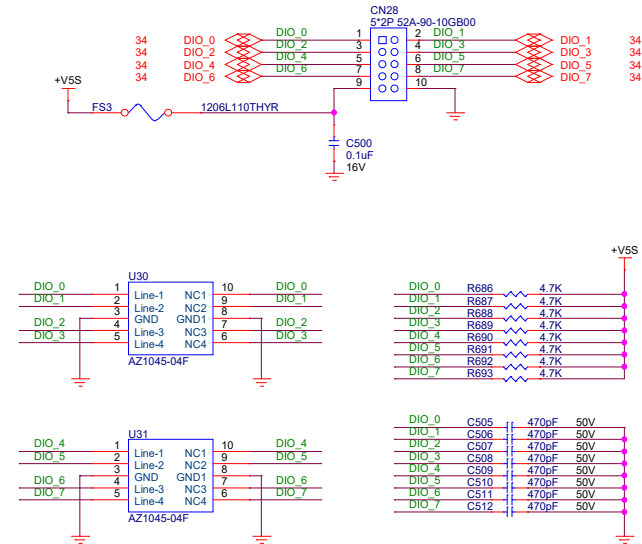 CN28
5*2P 52A-90-10GB00
34 DIO_0 DIO_0 1 2 DIO_1 DIO_1 34
34 DIO_2 DIO_2 3 4 DIO_3 DIO_3 34
34 DIO_4 DIO_4 5 6 DIO_5 DIO_5 34
34 DIO_6 DIO_6 7 8 DIO_7 DIO_7 34
9 10
+V5S
FS3 1206L110THYR
C500
0.1uF
16V
U30
DIO_0 1 Line-1 NC1 10 DIO_0
DIO_1 2 Line-2 NC2 9 DIO_1
3 GND GND1 8
DIO_2 4 Line-3 NC3 7 DIO_2
DIO_3 5 Line-4 NC4 6 DIO_3
AZ1045-04F
+V5S
DIO_0 R686 4.7K
DIO_1 R687 4.7K
DIO_2 R688 4.7K
DIO_3 R689 4.7K
DIO_4 R690 4.7K
DIO_5 R691 4.7K
DIO_6 R692 4.7K
DIO_7 R693 4.7K
U31
DIO_4 1 Line-1 NC1 10 DIO_4
DIO_5 2 Line-2 NC2 9 DIO_5
3 GND GND1 8
DIO_6 4 Line-3 NC3 7 DIO_6
DIO_7 5 Line-4 NC4 6 DIO_7
AZ1045-04F
DIO_0 C505 470pF 50V
DIO_1 C506 470pF 50V
DIO_2 C507 470pF 50V
DIO_3 C508 470pF 50V
DIO_4 C509 470pF 50V
DIO_5 C510 470pF 50V
DIO_6 C511 470pF 50V
DIO_7 C512 470pF 50V